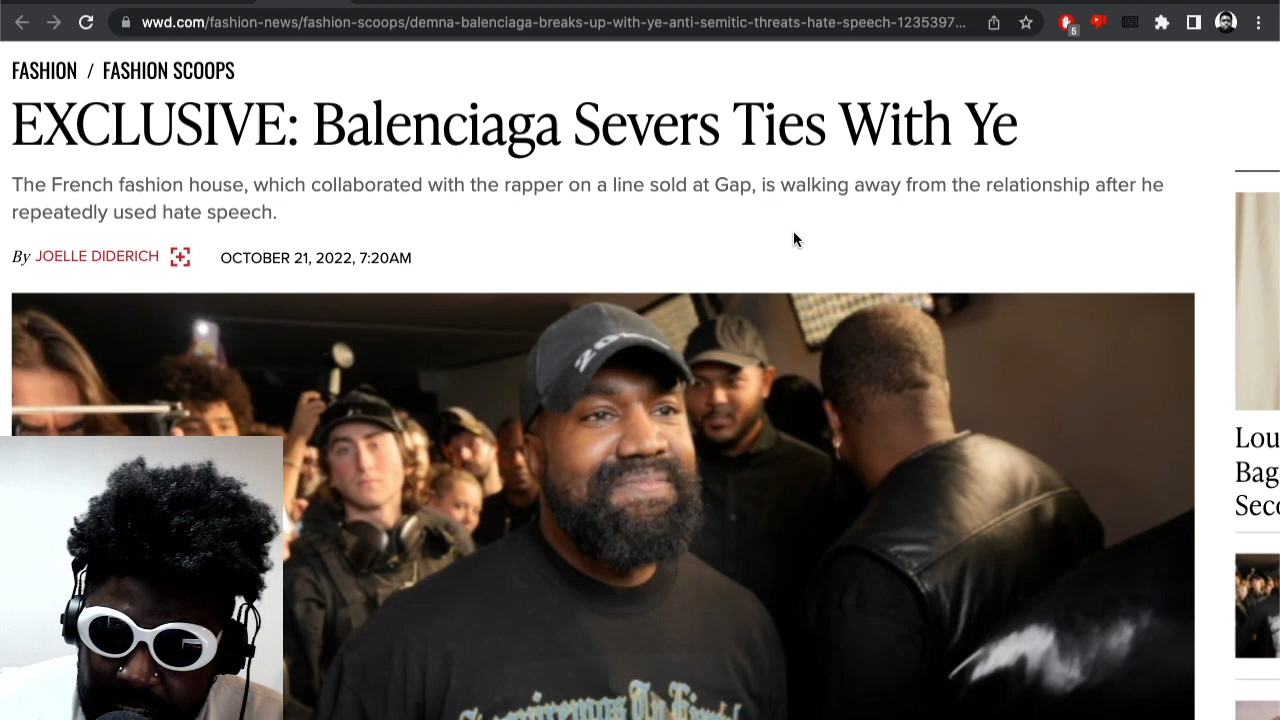 wwd.com/fashion-news/fashion-scoops/demna-balenciaga-breaks-up-with-ye-anti-semitic-threats-hate-speech-1235397...
5
FASHION / FASHION SCOOPS
EXCLUSIVE: Balenciaga Severs Ties With Ye
The French fashion house, which collaborated with the rapper on a line sold at Gap, is walking away from the relationship after he
repeatedly used hate speech.
By JOELLE DIDERICH
OCTOBER 21, 2022, 7:20AM
Lou
Bag
Seco